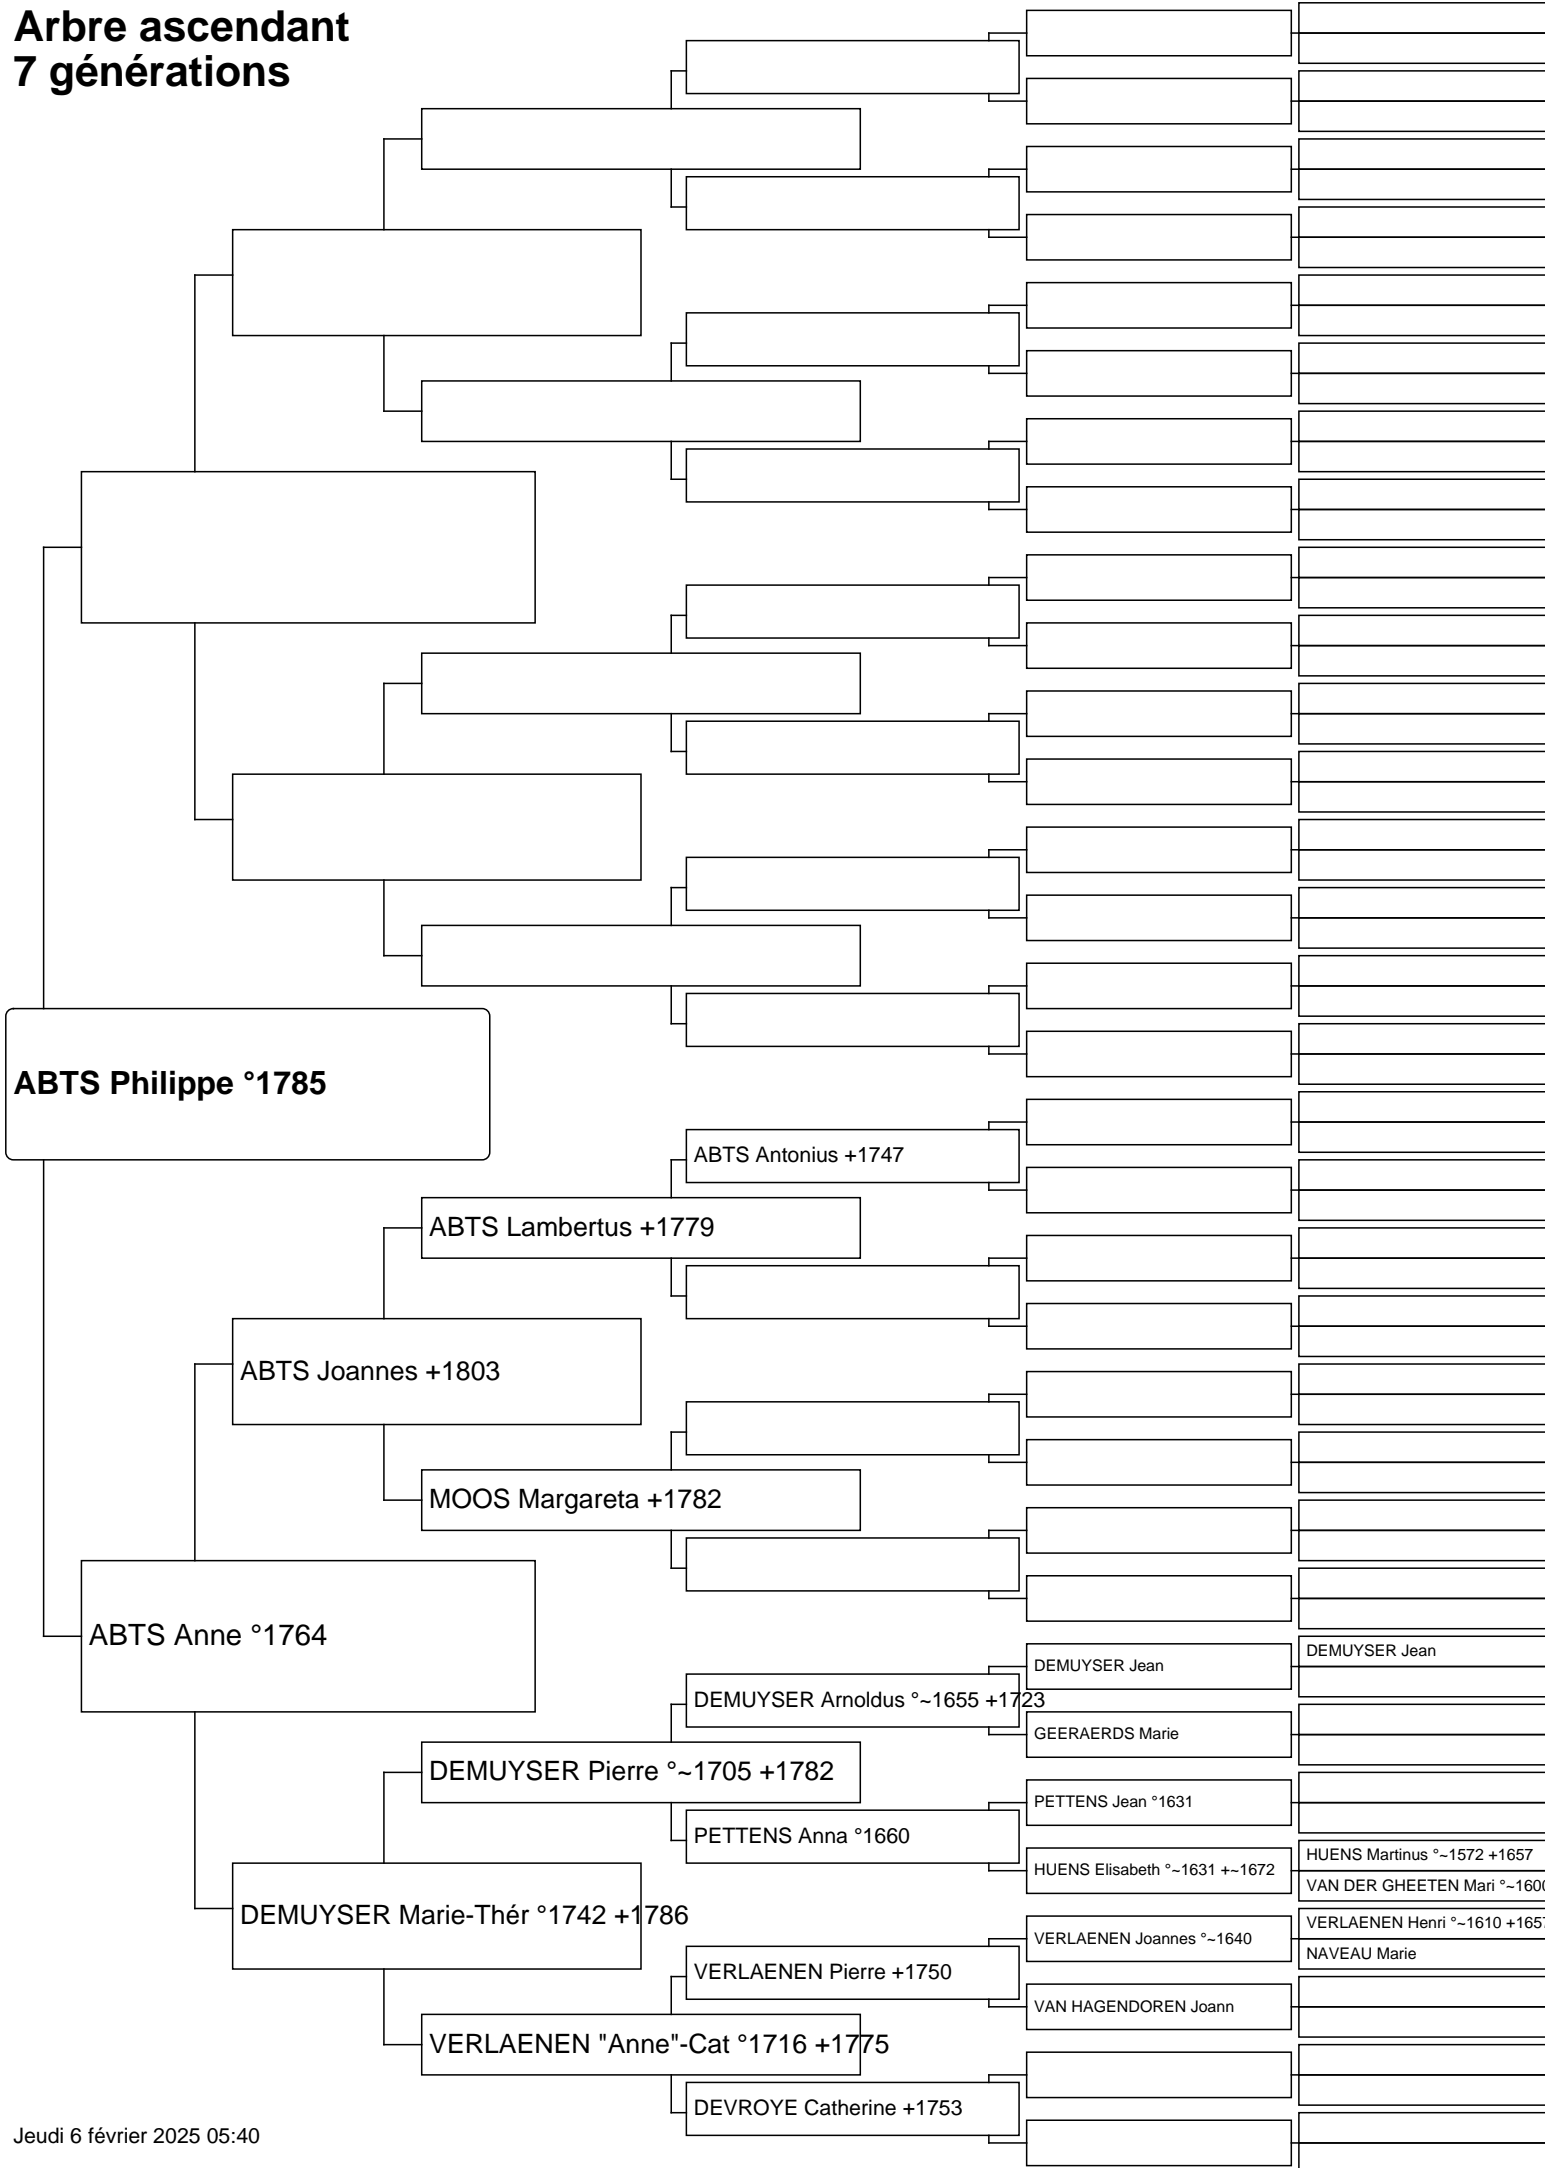 Arbre ascendant
7 générations
ABTS Philippe °1785
ABTS Antonius +1747
ABTS Lambertus +1779
ABTS Joannes +1803
MOOS Margareta +1782
ABTS Anne °1764
DEMUYSER Jean
DEMUYSER Jean
DEMUYSER Arnoldus °~1655 +1723
GEERAERDS Marie
DEMUYSER Pierre °~1705 +1782
PETTENS Jean °1631
PETTENS Anna °1660
HUENS Martinus °~1572 +1657
HUENS Elisabeth °~1631 +~1672
VAN DER GHEETEN Mari °~1600
DEMUYSER Marie-Thér °1742 +1786
VERLAENEN Henri °~1610 +1657
VERLAENEN Joannes °~1640
NAVEAU Marie
VERLAENEN Pierre +1750
VAN HAGENDOREN Joann
VERLAENEN "Anne"-Cat °1716 +1775
DEVROYE Catherine +1753
Jeudi 6 février 2025 05:40